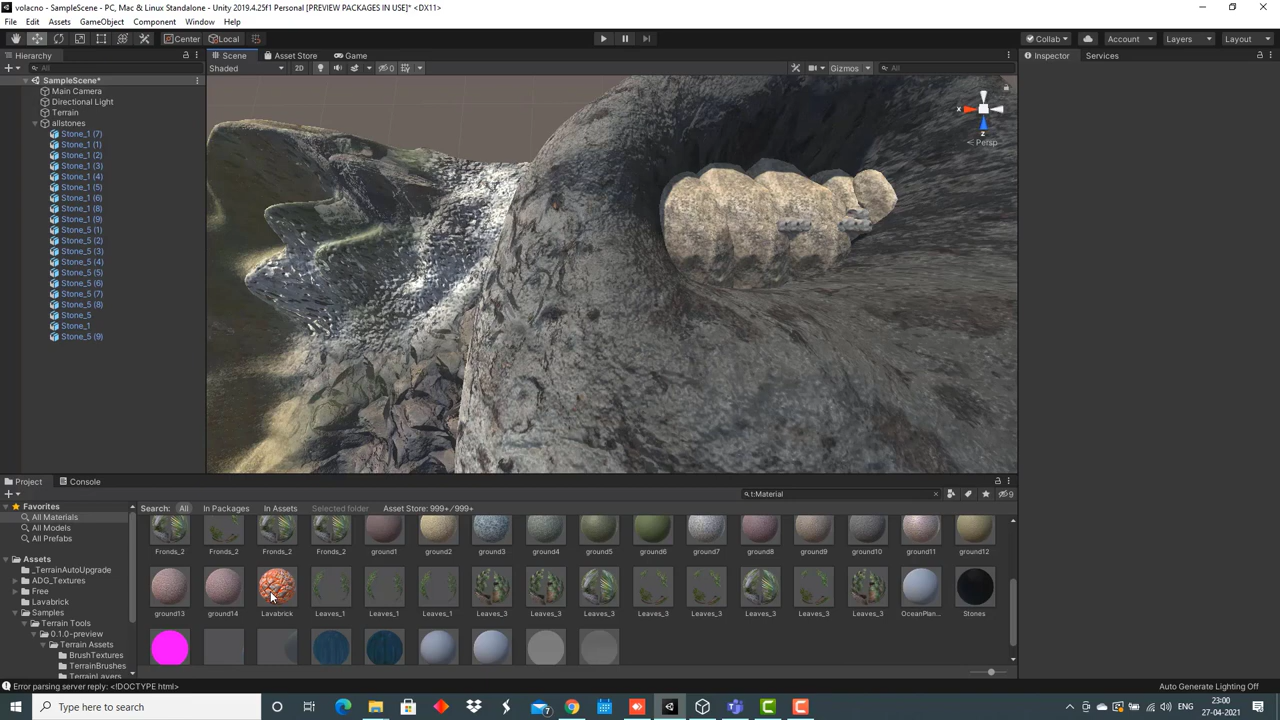 volacno - SampleScene - PC, Mac & Linux Standalone - Unity 2019.4.25f1 Personal [PREVIEW PACKAGES IN USE]* <DX11>
File Edit Assets GameObject Component Window Help
Center Local Collab Account Layers Layout
Hierarchy Scene Asset Store Game Inspector Services
All Shaded 2D 0 Gizmos All
SampleScene*
Main Camera
Directional Light
Terrain
allstones
Stone_1 (7)
Stone_1 (1)
Stone_1 (2)
Stone_1 (3)
Stone_1 (4)
Stone_1 (5)
Stone_1 (6)
Stone_1 (8)
Stone_1 (9)
Stone_5 (1)
Stone_5 (2)
Stone_5 (3)
Stone_5 (4)
Stone_5 (5)
Stone_5 (6)
Stone_5 (7)
Stone_5 (8)
Stone_5
Stone_1
Stone_5 (9)
x
z
Persp
Project Console
t:Material 9
Search: All In Packages In Assets Selected folder Asset Store: 999+/999+
Favorites
All Materials
All Models
All Prefabs
Assets
_TerrainAutoUpgrade
ADG_Textures
Free
Lavabrick
Samples
Terrain Tools
0.1.0-preview
Terrain Assets
BrushTextures
TerrainBrushes
TerrainLayers
Fronds_2 Fronds_2 Fronds_2 Fronds_2 ground1 ground2 ground3 ground4 ground5 ground6 ground7 ground8 ground9 ground10 ground11 ground12
ground13 ground14 Lavabrick Leaves_1 Leaves_1 Leaves_1 Leaves_3 Leaves_3 Leaves_3 Leaves_3 Leaves_3 Leaves_3 Leaves_3 Leaves_3 OceanPlan... Stones
Error parsing server reply: <!DOCTYPE html>
Auto Generate Lighting Off
Type here to search
ENG
23:00
27-04-2021